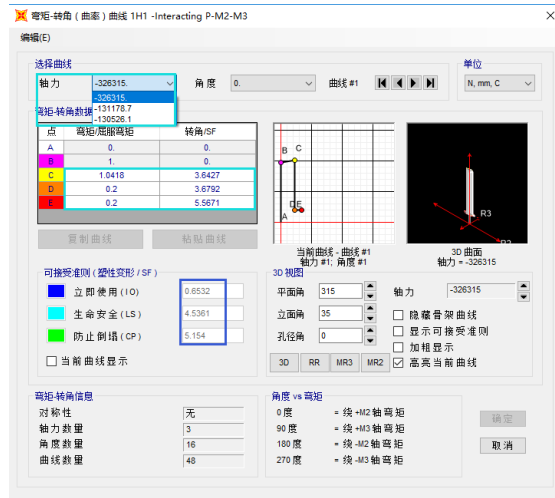 弯矩-转角（曲率）曲线 1H1 -Interacting P-M2-M3
编辑(E)
选择曲线
轴力 -326315. 角度 0. 曲线 #1
-326315.
-131178.7
-130526.1
单位
N, mm, C
弯矩-转角数据
点 弯矩/屈服弯矩 转角/SF
A 0. 0.
B 1. 0.
C 1.0418 3.6427
D 0.2 3.6792
E 0.2 5.5671
复制曲线 粘贴曲线
B C
A DE
当前曲线 - 曲线 #1
轴力 #1; 角度 #1
R3
R2
3D 曲面
轴力 = -326315
可接受准则 ( 塑性变形 / SF )
立即使用 (IO) 0.6532
生命安全 (LS) 4.5361
防止倒塌 (CP) 5.154
当前曲线显示
3D 视图
平面角 315 轴力 -326315
立面角 35
孔径角 0
隐藏骨架曲线
显示可接受准则
加粗显示
高亮当前曲线
3D RR MR3 MR2
弯矩-转角信息
对称性 无
轴力数量 3
角度数量 16
曲线数量 48
角度 vs 弯矩
0 度 = 绕 +M2 轴弯矩
90 度 = 绕 +M3 轴弯矩
180 度 = 绕 -M2 轴弯矩
270 度 = 绕 -M3 轴弯矩
确定
取消